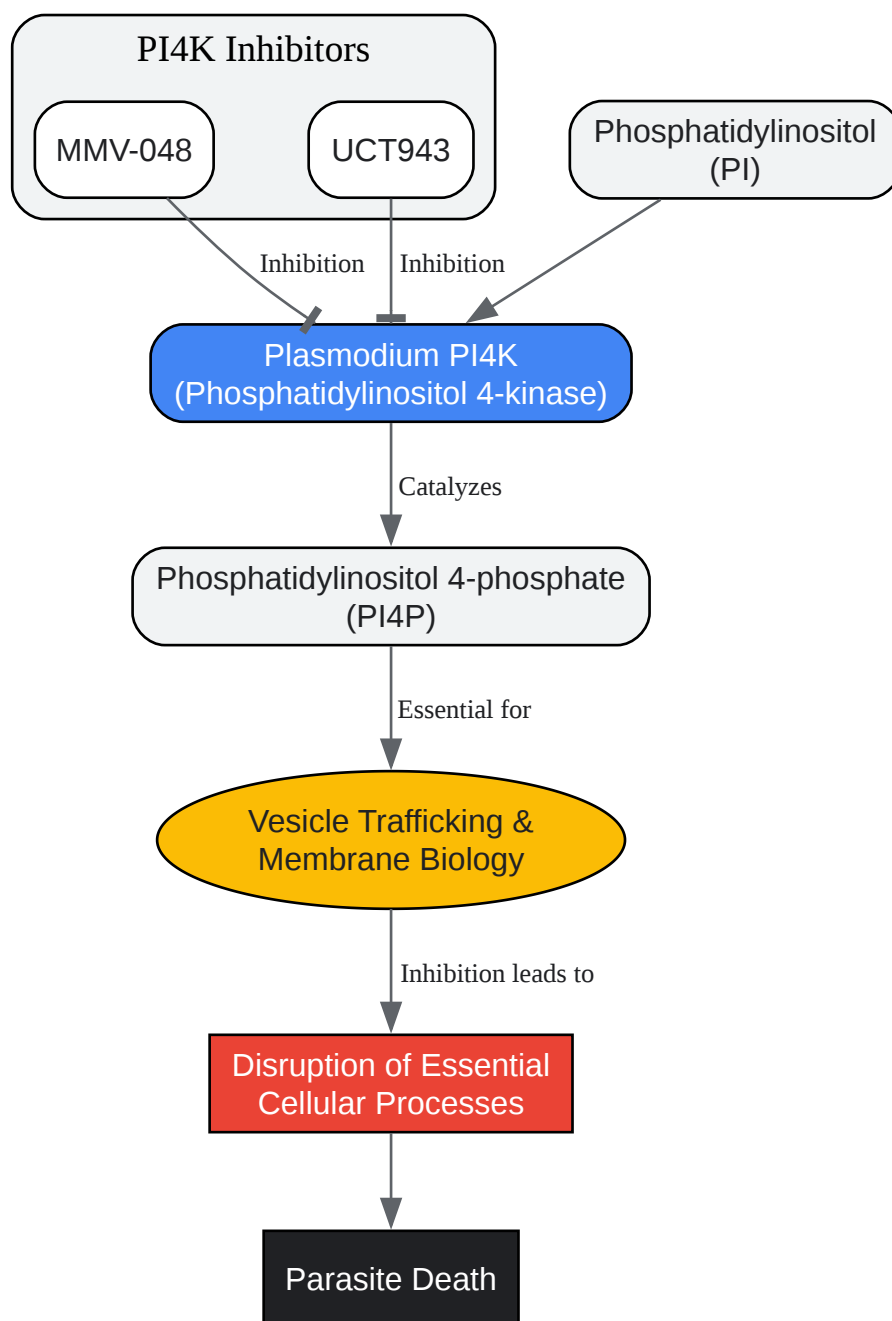 PI4K Inhibitors
MMV-048
UCT943
Phosphatidylinositol
(PI)
Inhibition
Inhibition
Plasmodium PI4K
(Phosphatidylinositol 4-kinase)
Catalyzes
Phosphatidylinositol 4-phosphate
(PI4P)
Essential for
Vesicle Trafficking &
Membrane Biology
Inhibition leads to
Disruption of Essential
Cellular Processes
Parasite Death